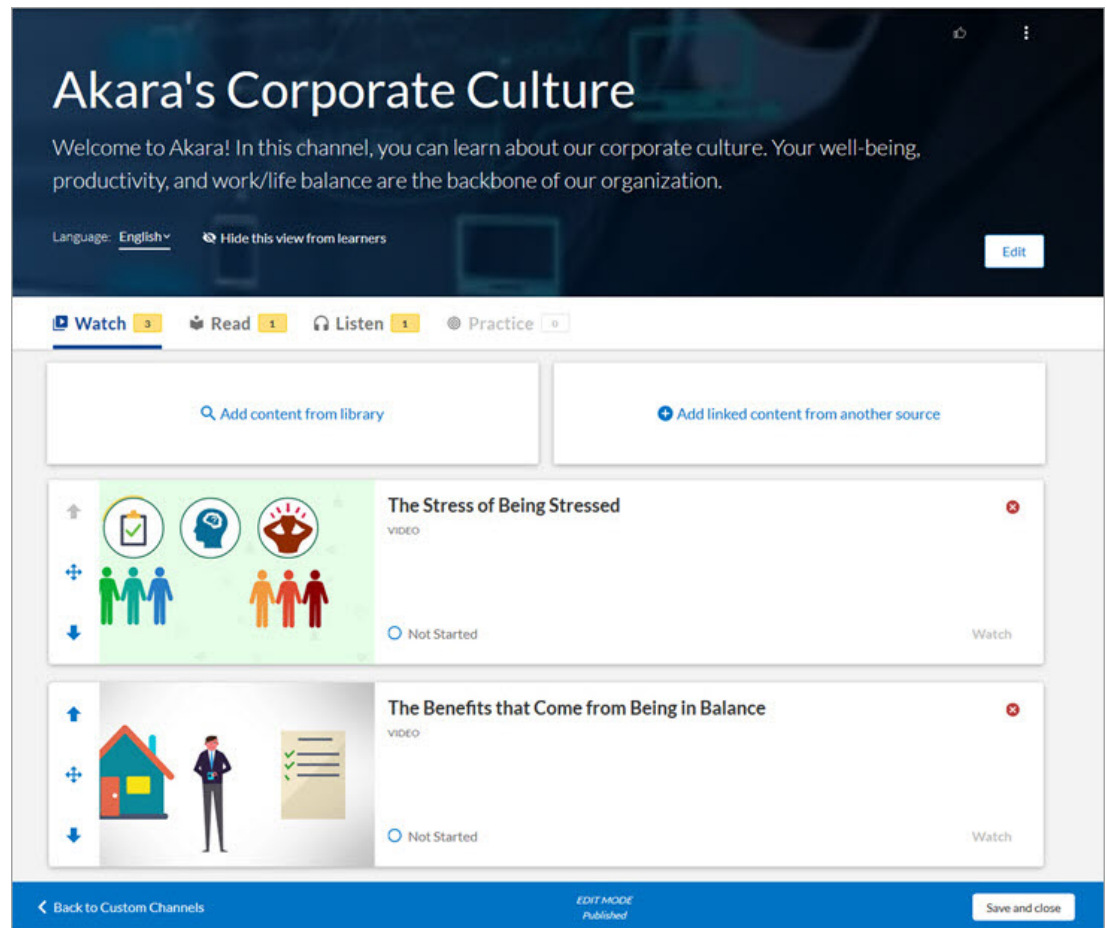 Akara's Corporate Culture
Welcome to Akara! In this channel, you can learn about our corporate culture. Your well-being,
productivity, and work/life balance are the backbone of our organization.
Language: English Hide this view from learners
Edit
Watch 3 Read 1 Listen 1 Practice 0
Add content from library Add linked content from another source
The Stress of Being Stressed
VIDEO
Not Started Watch
The Benefits that Come from Being in Balance
VIDEO
Not Started Watch
Back to Custom Channels EDIT MODE Save and close
Published